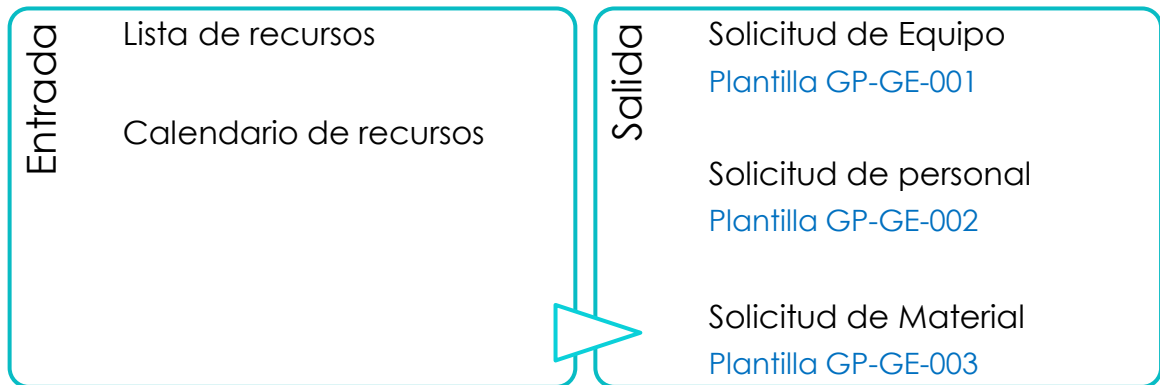 Entrada
Lista de recursos
Calendario de recursos
Salida
Solicitud de Equipo
Plantilla GP-GE-001
Solicitud de personal
Plantilla GP-GE-002
Solicitud de Material
Plantilla GP-GE-003